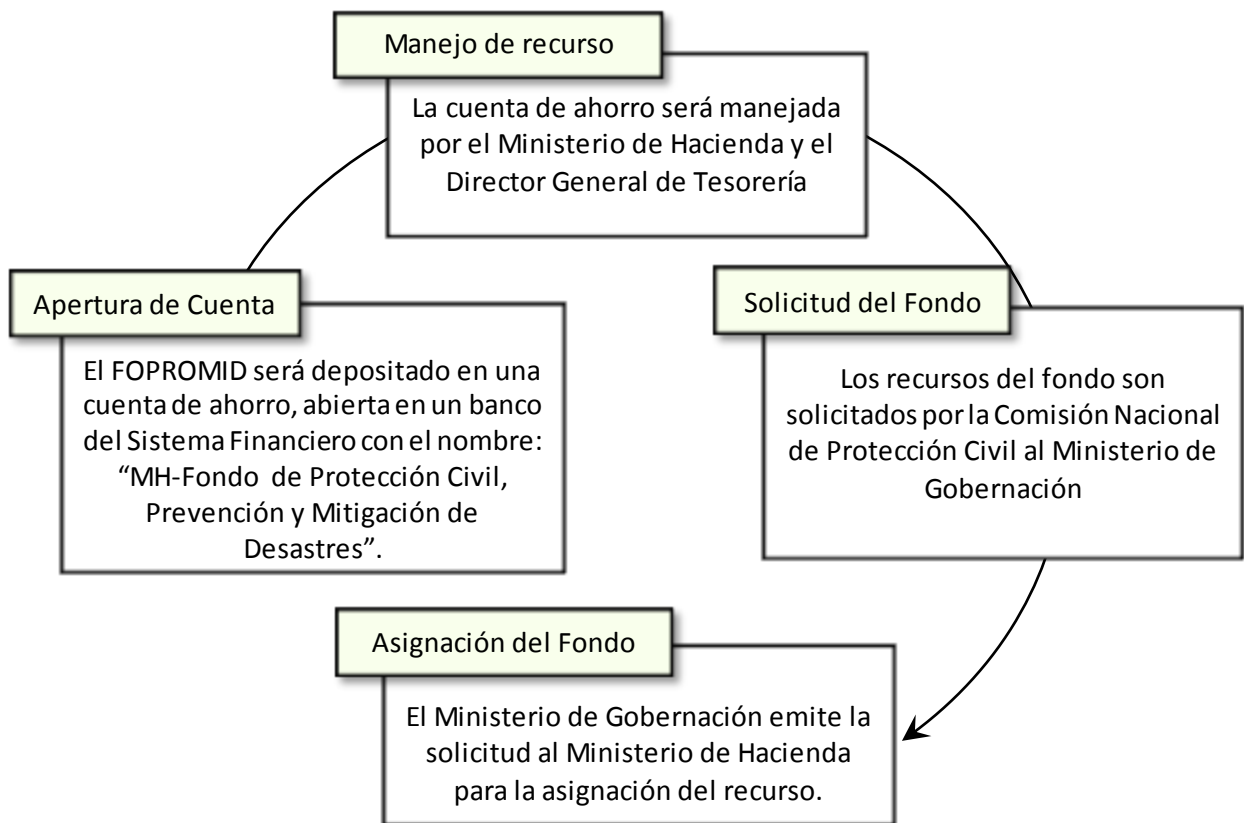 Manejo de recurso
La cuenta de ahorro será manejada
por el Ministerio de Hacienda y el
Director General de Tesorería
Apertura de Cuenta
El FOPROMID será depositado en una
cuenta de ahorro, abierta en un banco
del Sistema Financiero con el nombre:
“MH-Fondo de Protección Civil,
Prevención y Mitigación de
Desastres”.
Solicitud del Fondo
Los recursos del fondo son
solicitados por la Comisión Nacional
de Protección Civil al Ministerio de
Gobernación
Asignación del Fondo
El Ministerio de Gobernación emite la
solicitud al Ministerio de Hacienda
para la asignación del recurso.